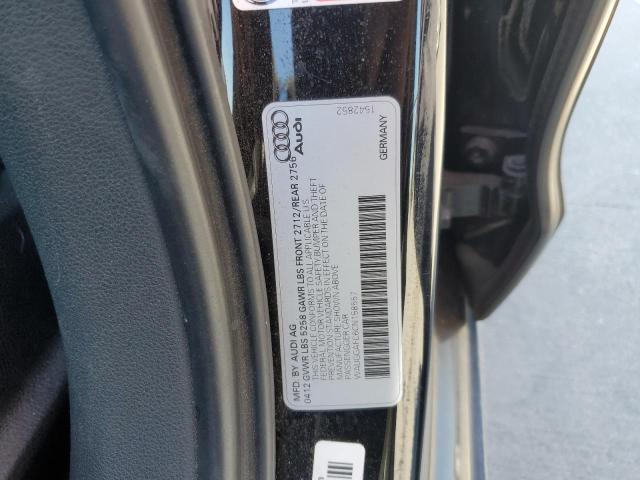 MFD. BY AUDI AG
04 12 GVWR LBS 5258 GAWR LBS FRONT 2712/REAR 2756
THIS VEHICLE CONFORMS TO ALL APPLICABLE U.S.
FEDERAL MOTOR VEHICLE SAFETY BUMPER AND THEFT
PREVENTION STANDARDS IN EFFECT ON THE DATE OF
MANUFACTURE SHOWN ABOVE
PASSENGER CAR
WAUGGAFC6CN158557
GERMANY
Audi
1542852